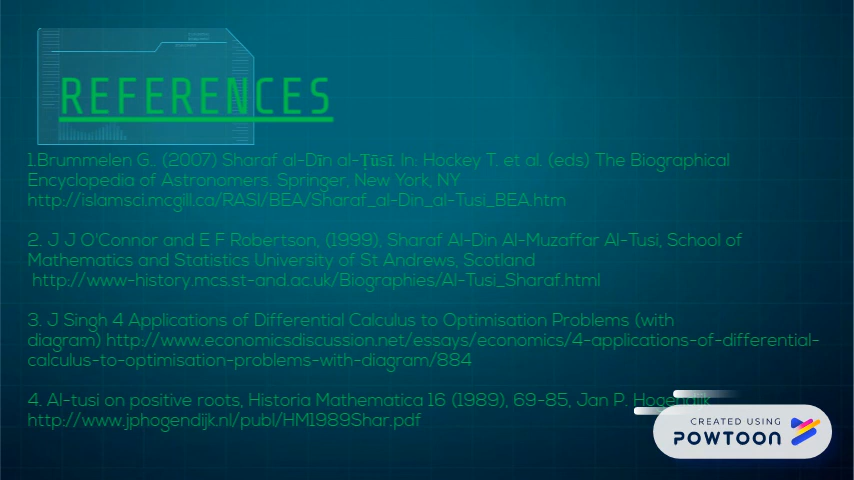 REFERENCES
1.Brummelen G.. (2007) Sharaf al-Dīn al-Ṭūsī. In: Hockey T. et al. (eds) The Biographical
Encyclopedia of Astronomers. Springer, New York, NY
http://islamsci.mcgill.ca/RASI/BEA/Sharaf_al-Din_al-Tusi_BEA.htm
2. J J O'Connor and E F Robertson, (1999), Sharaf Al-Din Al-Muzaffar Al-Tusi, School of
Mathematics and Statistics University of St Andrews, Scotland
http://www-history.mcs.st-and.ac.uk/Biographies/Al-Tusi_Sharaf.html
3. J Singh 4 Applications of Differential Calculus to Optimisation Problems (with
diagram) http://www.economicsdiscussion.net/essays/economics/4-applications-of-differential-
calculus-to-optimisation-problems-with-diagram/884
4. Al-tusi on positive roots, Historia Mathematica 16 (1989), 69-85, Jan P. Hogendijk
http://www.jphogendijk.nl/publ/HM1989Shar.pdf
CREATED USING
POWTOON